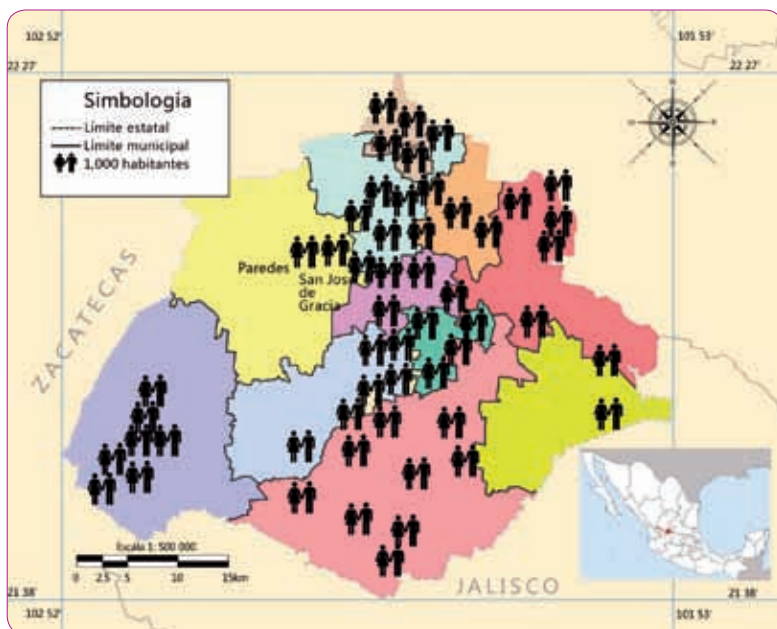 102 52'
101 53'
22 27'
22 27'
Simbología
Límite estatal
Límite municipal
1,000 habitantes
Paredes
San José
de
Gracia
ZACATECAS
Escala 1: 500 000
0 2.5 5 10 15km
JALISCO
21 38'
21 38'
102 52'
101 53'